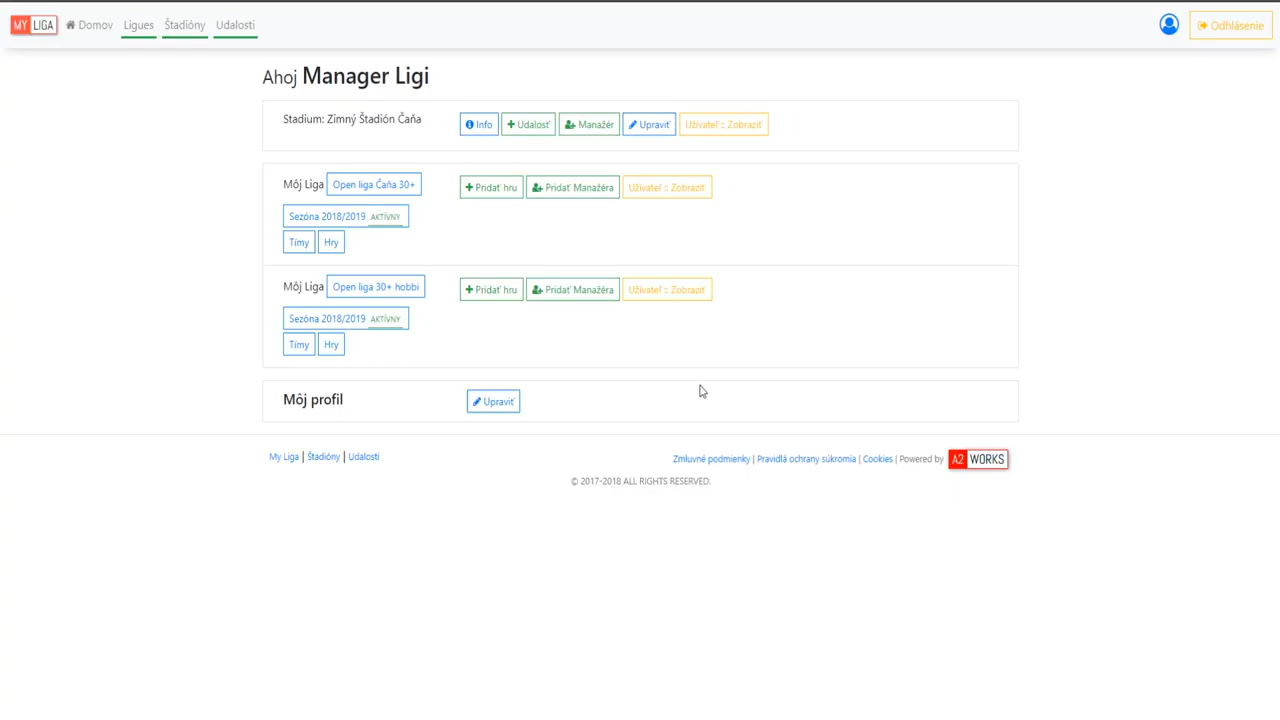 MY LIGA Domov Ligues Štadióny Udalosti Odhlásenie
Ahoj Manager Ligi
Stadium: Zimný Štadión Čaňa Info Udalosť Manažér Upraviť Užívateľ :: Zobraziť
Môj Liga Open liga Čaňa 30+ Pridať hru Pridať Manažéra Užívateľ :: Zobraziť
Sezóna 2018/2019 AKTÍVNY
Tímy Hry
Môj Liga Open liga 30+ hobbi Pridať hru Pridať Manažéra Užívateľ :: Zobraziť
Sezóna 2018/2019 AKTÍVNY
Tímy Hry
Môj profil Upraviť
My Liga | Štadióny | Udalosti Zmluvné podmienky | Pravidlá ochrany súkromia | Cookies | Powered by A2 WORKS
© 2017-2018 ALL RIGHTS RESERVED.